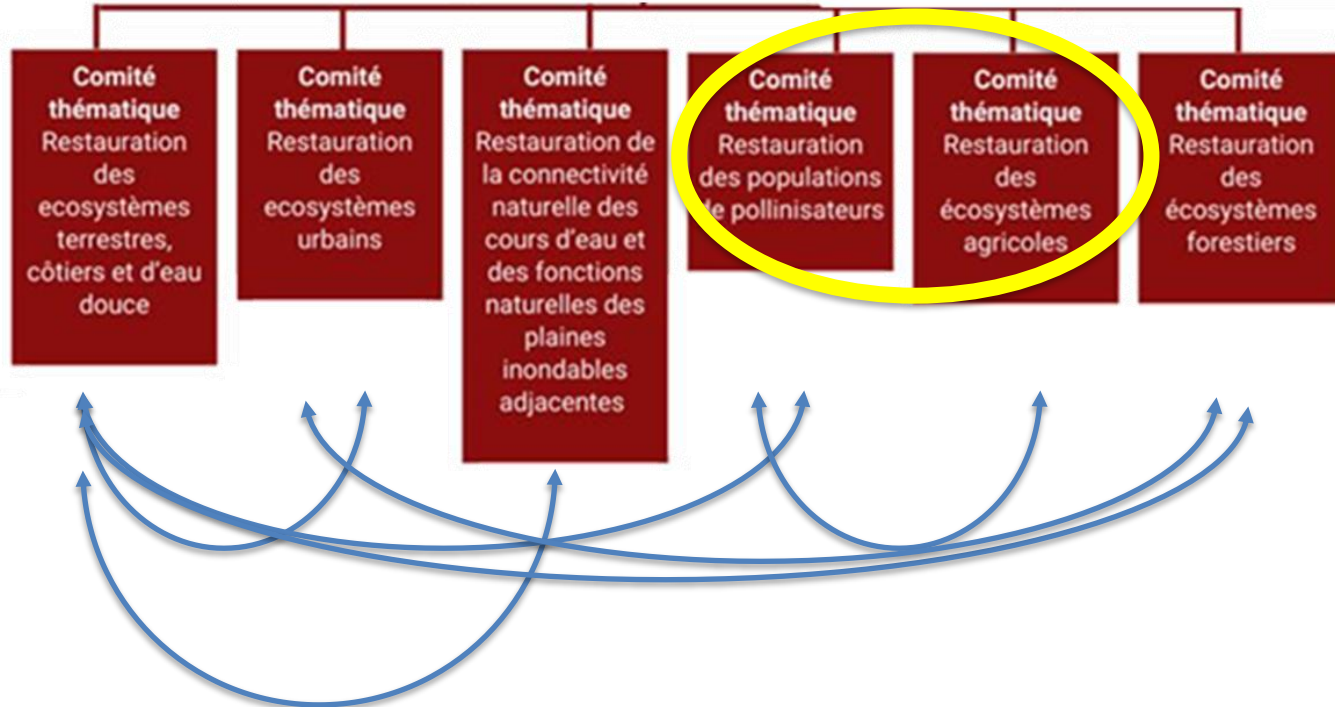 Comité
thématique
Restauration
des
ecosystèmes
terrestres,
côtiers et d'eau
douce
Comité
thématique
Restauration
des
ecosystèmes
urbains
Comité
thématique
Restauration de
la connectivité
naturelle des
cours d'eau et
des fonctions
naturelles des
plaines
inondables
adjacentes
Comité
thématique
Restauration
des populations
de pollinisateurs
Comité
thématique
Restauration
des
écosystèmes
agricoles
Comité
thématique
Restauration
des
écosystèmes
forestiers